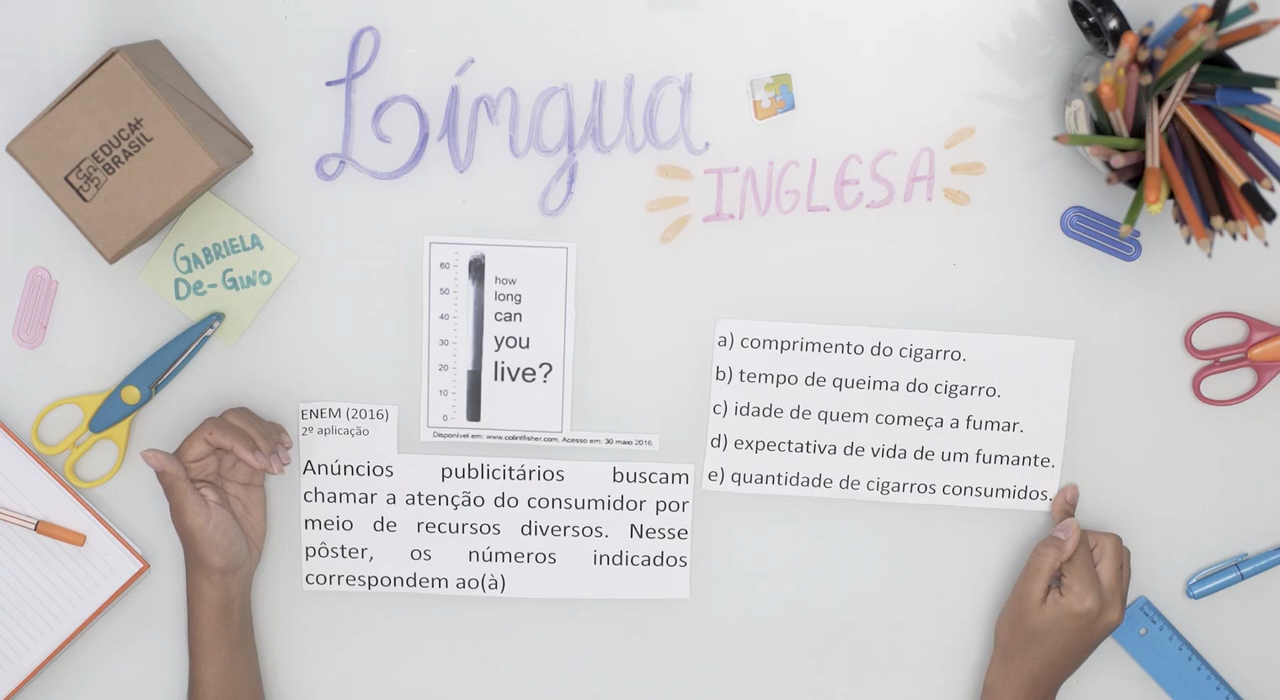 Língua
INGLESA
EDUCA+
BRASIL
GABRIELA
De-Gino
60
50
40
30
20
10
0
how
long
can
you
live?
Disponível em: www.colintfisher.com. Acesso em: 30 maio 2016.
ENEM (2016)
2º aplicação
Anúncios publicitários buscam
chamar a atenção do consumidor por
meio de recursos diversos. Nesse
pôster, os números indicados
correspondem ao(à)
a) comprimento do cigarro.
b) tempo de queima do cigarro.
c) idade de quem começa a fumar.
d) expectativa de vida de um fumante.
e) quantidade de cigarros consumidos.